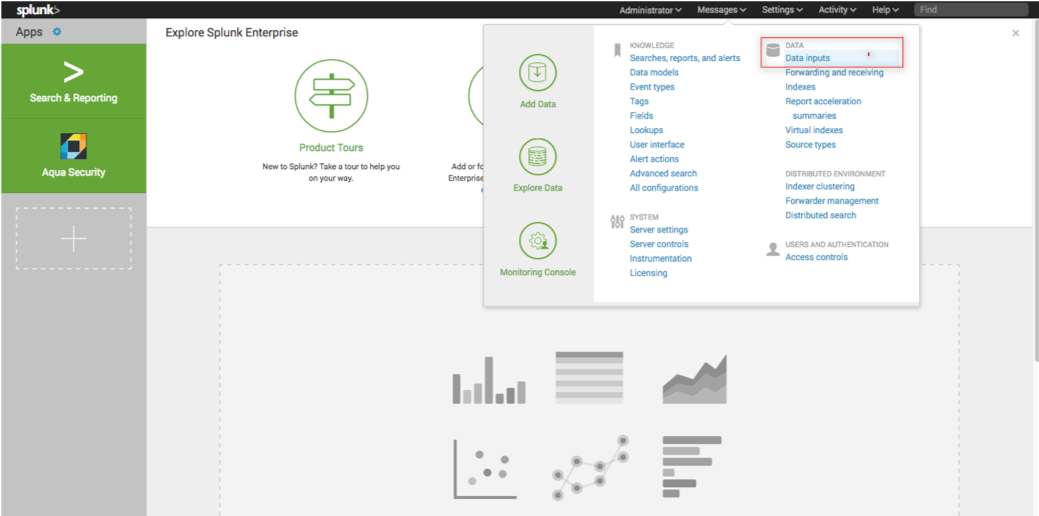 splunk>
Administrator Messages Settings Activity Help Find
Apps
Explore Splunk Enterprise
Search & Reporting
Aqua Security
Product Tours
New to Splunk? Take a tour to help you
on your way.
Add or fo
Enterprise
Add Data
Explore Data
Monitoring Console
KNOWLEDGE
Searches, reports, and alerts
Data models
Event types
Tags
Fields
Lookups
User interface
Alert actions
Advanced search
All configurations
SYSTEM
Server settings
Server controls
Instrumentation
Licensing
DATA
Data inputs
Forwarding and receiving
Indexes
Report acceleration
summaries
Virtual indexes
Source types
DISTRIBUTED ENVIRONMENT
Indexer clustering
Forwarder management
Distributed search
USERS AND AUTHENTICATION
Access controls